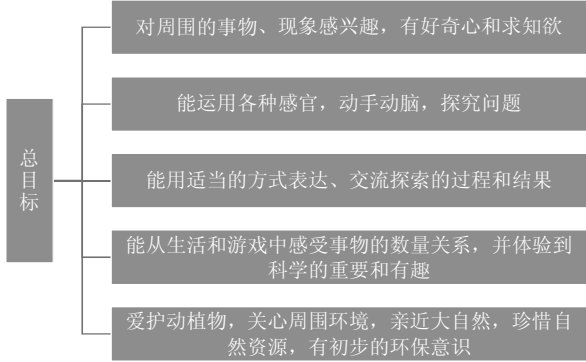 总目标
对周围的事物、现象感兴趣，有好奇心和求知欲
能运用各种感官，动手动脑，探究问题
能用适当的方式表达、交流探索的过程和结果
能从生活和游戏中感受事物的数量关系，并体验到
科学的重要和有趣
爱护动植物，关心周围环境，亲近大自然，珍惜自
然资源，有初步的环保意识